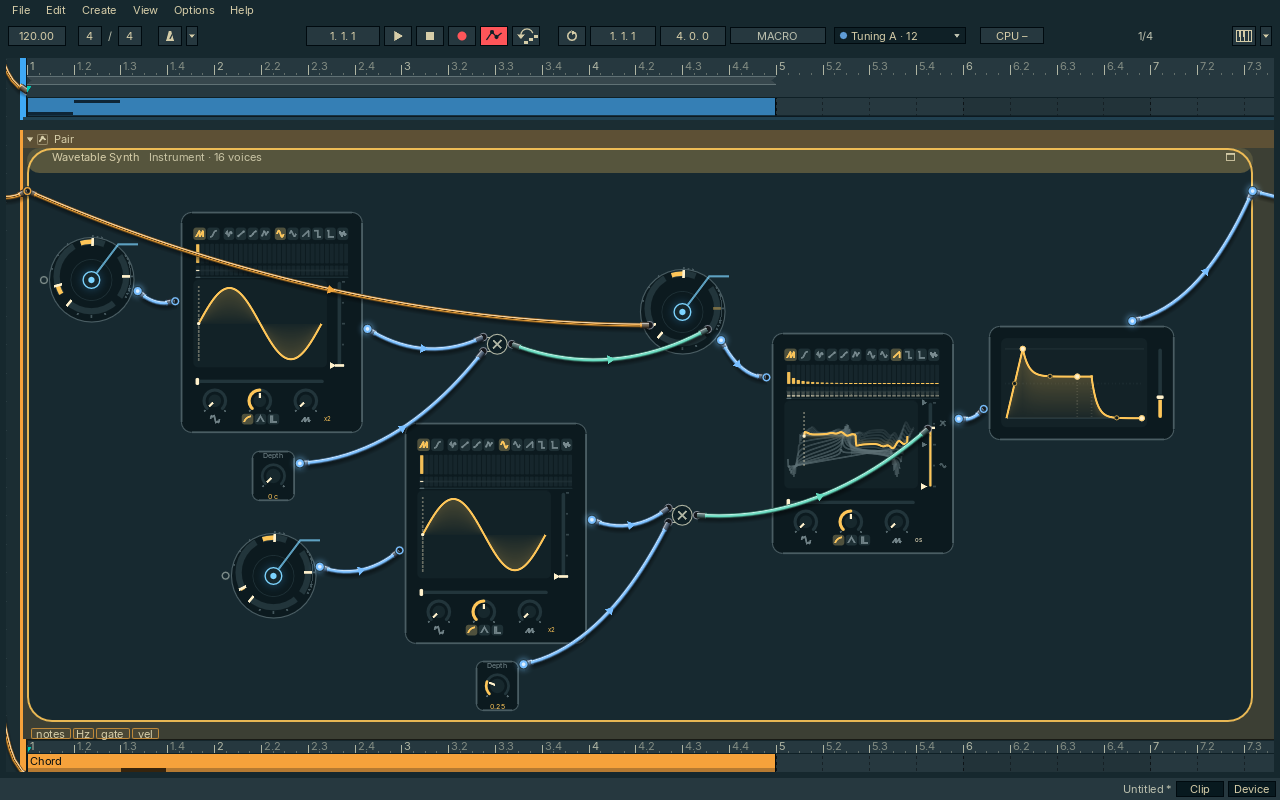 File Edit Create View Options Help
120.00 4 / 4 1. 1. 1 1. 1. 1 4. 0. 0 MACRO Tuning A · 12 CPU – 1/4
1 1.2 1.3 1.4 2 2.2 2.3 2.4 3 3.2 3.3 3.4 4 4.2 4.3 4.4 5 5.2 5.3 5.4 6 6.2 6.3 6.4 7 7.2 7.3
Pair
Wavetable Synth Instrument · 16 voices
x2
Depth
0 c
x2
Depth
0.25
0s
notes Hz gate vel
1 1.2 1.3 1.4 2 2.2 2.3 2.4 3 3.2 3.3 3.4 4 4.2 4.3 4.4 5 5.2 5.3 5.4 6 6.2 6.3 6.4 7 7.2 7.3
Chord
Untitled * Clip Device